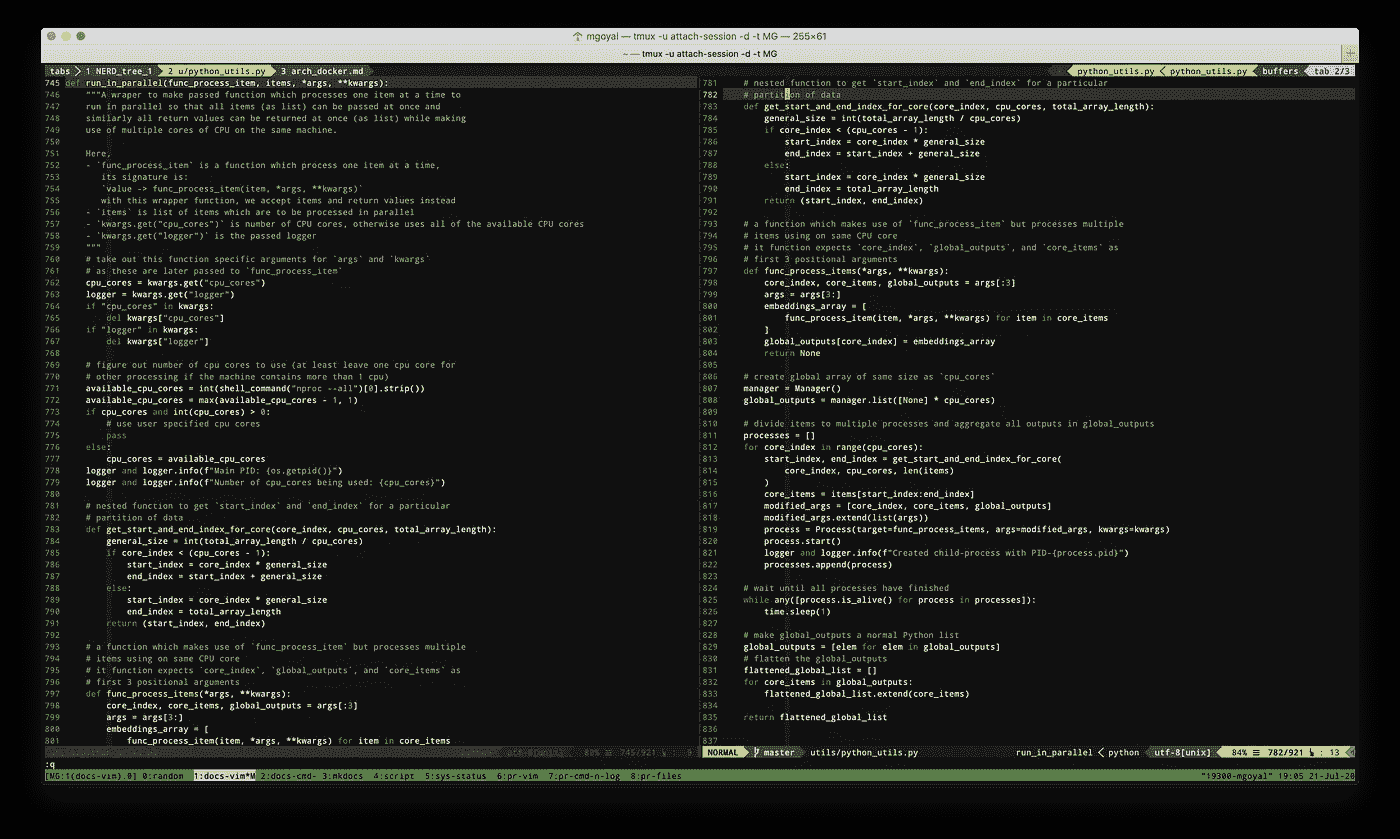 mgoyal — tmux -u attach-session -d -t MG — 255×61
~ — tmux -u attach-session -d -t MG
tabs 1 NERD_tree_1 2 u/python_utils.py 3 arch_docker.md python_utils.py python_utils.py buffers tab 2/3
745 def run_in_parallel(func_process_item, items, *args, **kwargs):
746 """A wraper to make passed function which processes one item at a time to
747 run in parallel so that all items (as list) can be passed at once and
748 similarly all return values can be returned at once (as list) while making
749 use of multiple cores of CPU on the same machine.
750
751 Here,
752 - `func_process_item` is a function which process one item at a time,
753 its signature is:
754 `value -> func_process_item(item, *args, **kwargs)`
755 with this wrapper function, we accept items and return values instead
756 - `items` is list of items which are to be processed in parallel
757 - `kwargs.get("cpu_cores")` is number of CPU cores, otherwise uses all of the available CPU cores
758 - `kwargs.get("logger")` is the passed logger
759 """
760 # take out this function specific arguments for `args` and `kwargs`
761 # as these are later passed to `func_process_item`
762 cpu_cores = kwargs.get("cpu_cores")
763 logger = kwargs.get("logger")
764 if "cpu_cores" in kwargs:
765 del kwargs["cpu_cores"]
766 if "logger" in kwargs:
767 del kwargs["logger"]
768
769 # figure out number of cpu cores to use (at least leave one cpu core for
770 # other processing if the machine contains more than 1 cpu)
771 available_cpu_cores = int(shell_command("nproc --all")[0].strip())
772 available_cpu_cores = max(available_cpu_cores - 1, 1)
773 if cpu_cores and int(cpu_cores) > 0:
774 # use user specified cpu cores
775 pass
776 else:
777 cpu_cores = available_cpu_cores
778 logger and logger.info(f"Main PID: {os.getpid()}")
779 logger and logger.info(f"Number of cpu_cores being used: {cpu_cores}")
780
781 # nested function to get `start_index` and `end_index` for a particular
782 # partition of data
783 def get_start_and_end_index_for_core(core_index, cpu_cores, total_array_length):
784 general_size = int(total_array_length / cpu_cores)
785 if core_index < (cpu_cores - 1):
786 start_index = core_index * general_size
787 end_index = start_index + general_size
788 else:
789 start_index = core_index * general_size
790 end_index = total_array_length
791 return (start_index, end_index)
792
793 # a function which makes use of `func_process_item` but processes multiple
794 # items using on same CPU core
795 # it function expects `core_index`, `global_outputs`, and `core_items` as
796 # first 3 positional arguments
797 def func_process_items(*args, **kwargs):
798 core_index, core_items, global_outputs = args[:3]
799 args = args[3:]
800 embeddings_array = [
801 func_process_item(item, *args, **kwargs) for item in core_items
781 # nested function to get `start_index` and `end_index` for a particular
782 # partition of data
783 def get_start_and_end_index_for_core(core_index, cpu_cores, total_array_length):
784 general_size = int(total_array_length / cpu_cores)
785 if core_index < (cpu_cores - 1):
786 start_index = core_index * general_size
787 end_index = start_index + general_size
788 else:
789 start_index = core_index * general_size
790 end_index = total_array_length
791 return (start_index, end_index)
792
793 # a function which makes use of `func_process_item` but processes multiple
794 # items using on same CPU core
795 # it function expects `core_index`, `global_outputs`, and `core_items` as
796 # first 3 positional arguments
797 def func_process_items(*args, **kwargs):
798 core_index, core_items, global_outputs = args[:3]
799 args = args[3:]
800 embeddings_array = [
801 func_process_item(item, *args, **kwargs) for item in core_items
802 ]
803 global_outputs[core_index] = embeddings_array
804 return None
805
806 # create global array of same size as `cpu_cores`
807 manager = Manager()
808 global_outputs = manager.list([None] * cpu_cores)
809
810 # divide items to multiple processes and aggregate all outputs in global_outputs
811 processes = []
812 for core_index in range(cpu_cores):
813 start_index, end_index = get_start_and_end_index_for_core(
814 core_index, cpu_cores, len(items)
815 )
816 core_items = items[start_index:end_index]
817 modified_args = [core_index, core_items, global_outputs]
818 modified_args.extend(list(args))
819 process = Process(target=func_process_items, args=modified_args, kwargs=kwargs)
820 process.start()
821 logger and logger.info(f"Created child-process with PID-{process.pid}")
822 processes.append(process)
823
824 # wait until all processes have finished
825 while any([process.is_alive() for process in processes]):
826 time.sleep(1)
827
828 # make global_outputs a normal Python list
829 global_outputs = [elem for elem in global_outputs]
830 # flatten the global_outputs
831 flattened_global_list = []
832 for core_items in global_outputs:
833 flattened_global_list.extend(core_items)
834
835 return flattened_global_list
836
837
NORMAL master utils/python_utils.py run_in_parallel python utf-8[unix] 84% 782/921 : 13
:q
[MG:1(docs-vim).0] 0:random 1:docs-vim*M 2:docs-cmd- 3:mkdocs 4:script 5:sys-status 6:pr-vim 7:pr-cmd-n-log 8:pr-files "19300-mgoyal" 19:05 21-Jul-20